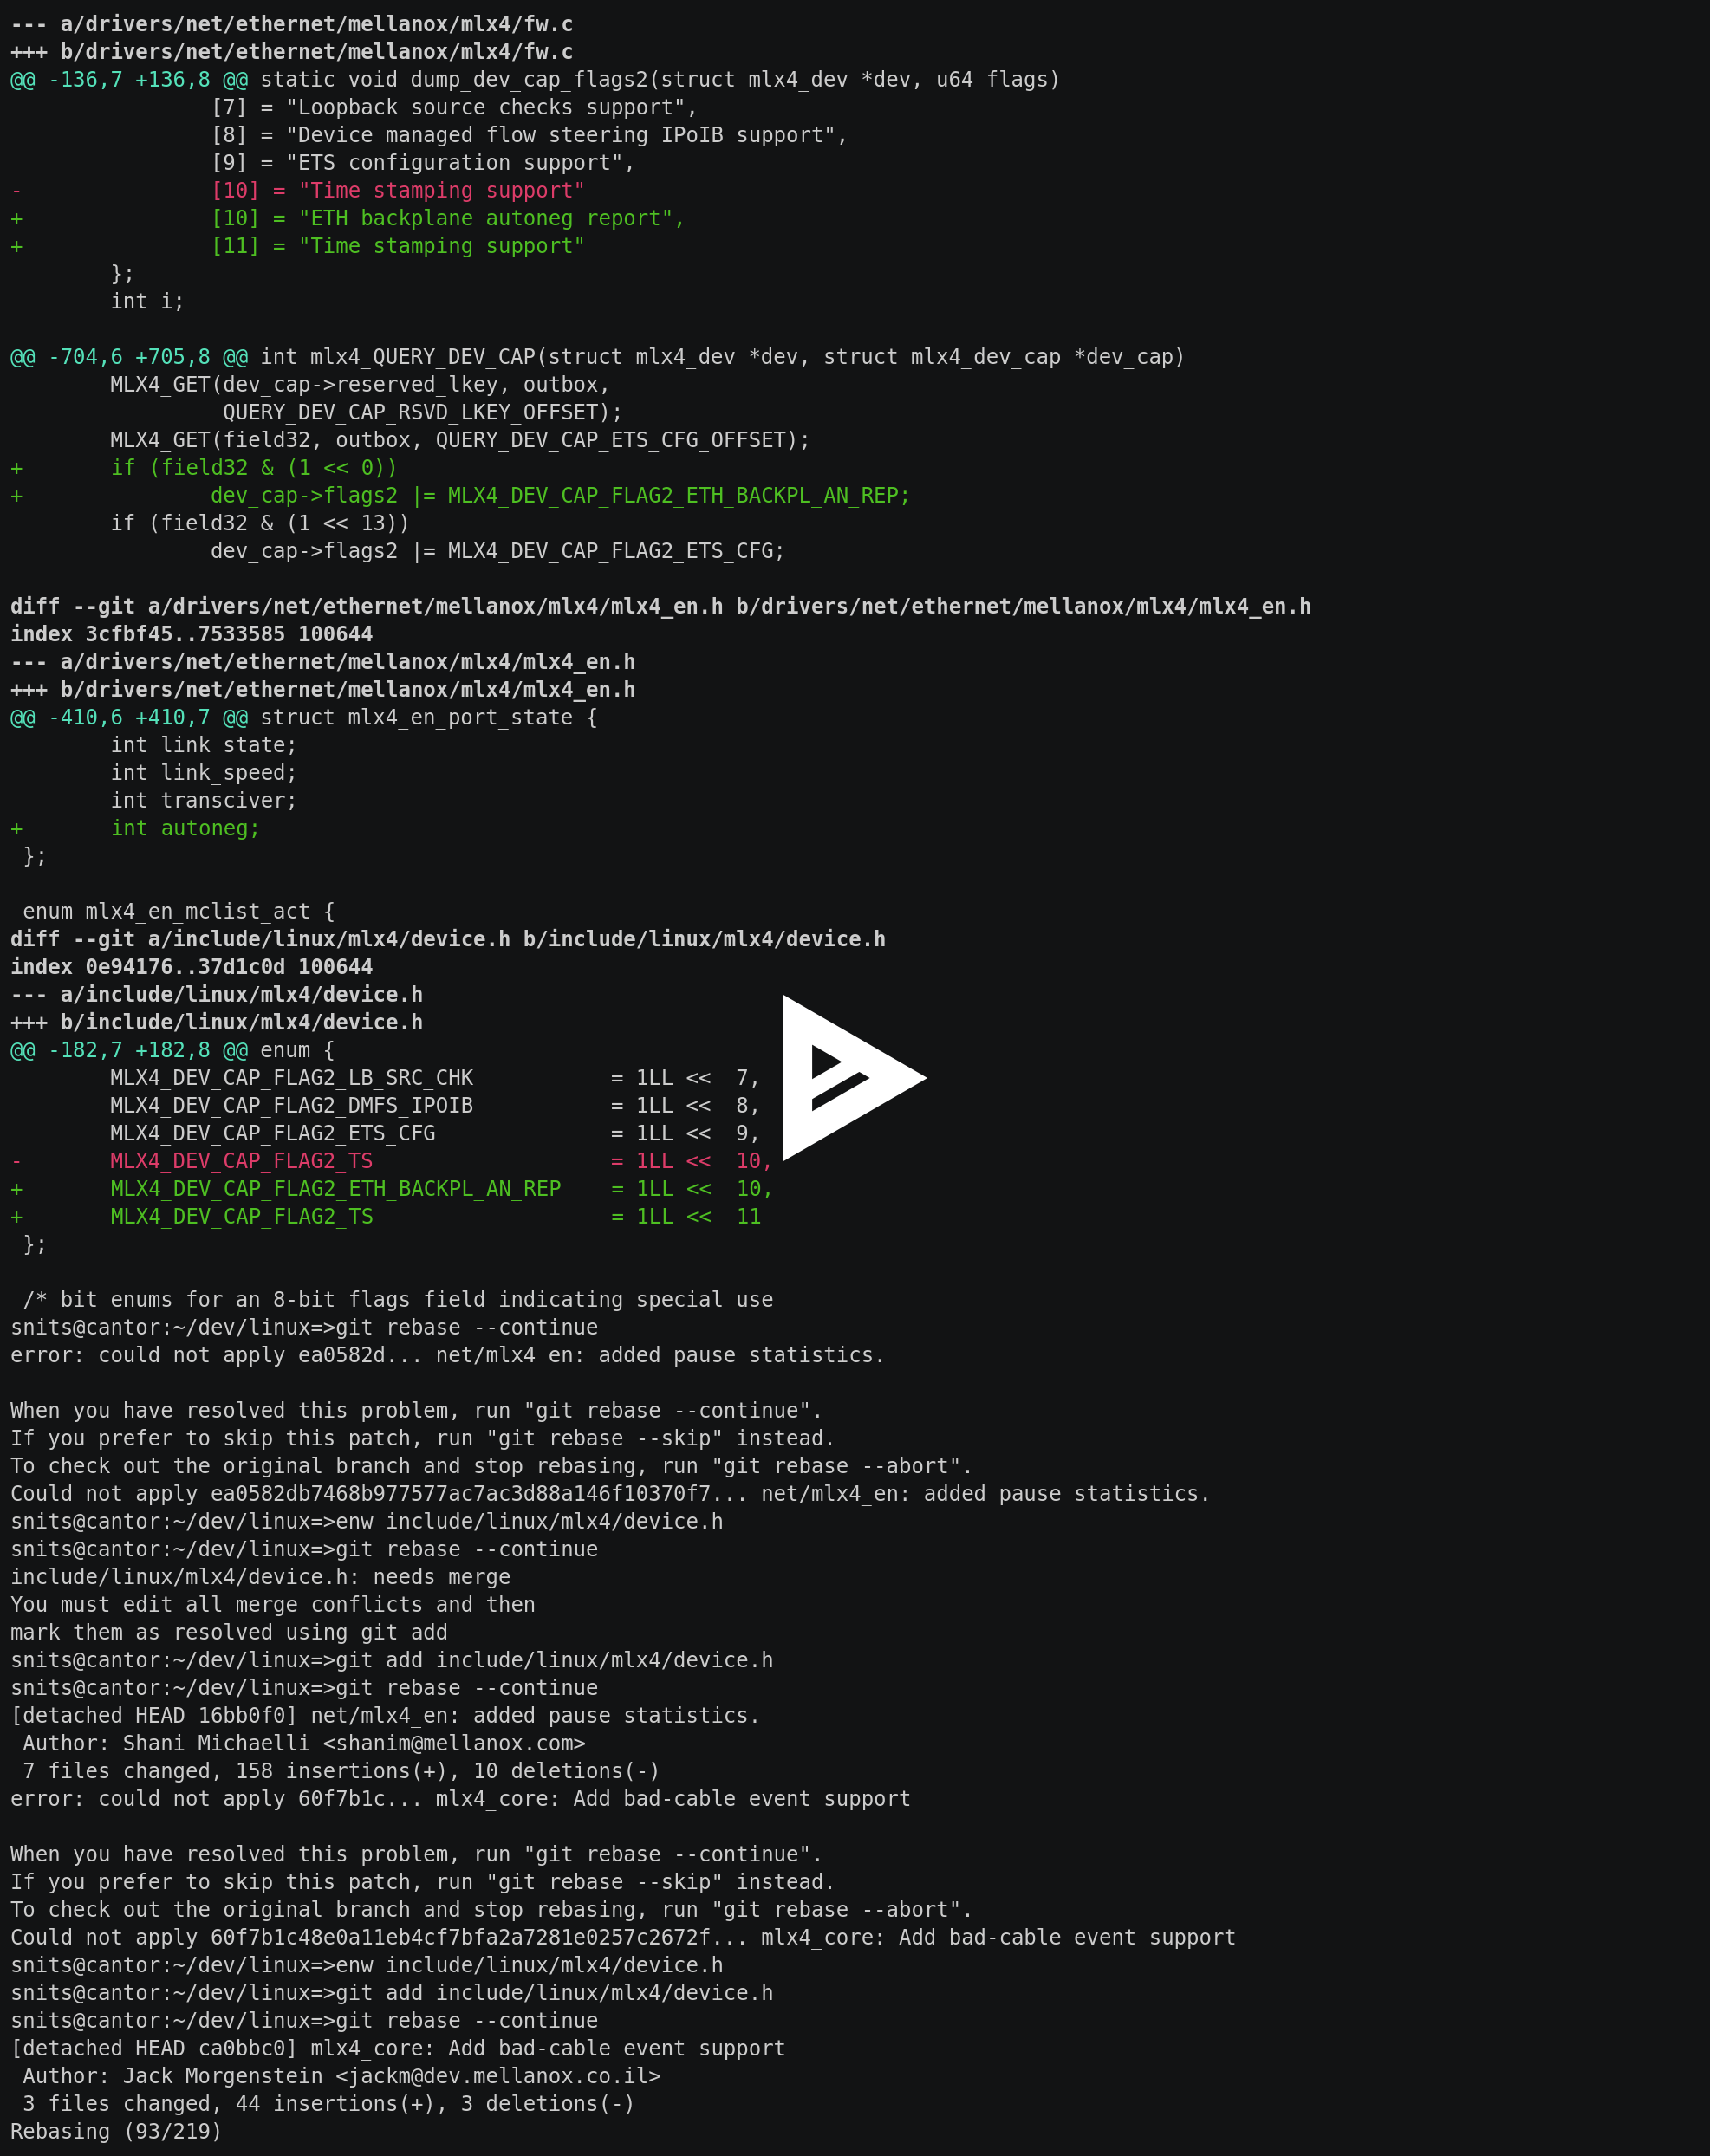 --- a/drivers/net/ethernet/mellanox/mlx4/fw.c
+++ b/drivers/net/ethernet/mellanox/mlx4/fw.c
@@ -136,7 +136,8 @@ static void dump_dev_cap_flags2(struct mlx4_dev *dev, u64 flags)
                [7] = "Loopback source checks support",
                [8] = "Device managed flow steering IPoIB support",
                [9] = "ETS configuration support",
-               [10] = "Time stamping support"
+               [10] = "ETH backplane autoneg report",
+               [11] = "Time stamping support"
        };
        int i;

@@ -704,6 +705,8 @@ int mlx4_QUERY_DEV_CAP(struct mlx4_dev *dev, struct mlx4_dev_cap *dev_cap)
        MLX4_GET(dev_cap->reserved_lkey, outbox,
                 QUERY_DEV_CAP_RSVD_LKEY_OFFSET);
        MLX4_GET(field32, outbox, QUERY_DEV_CAP_ETS_CFG_OFFSET);
+       if (field32 & (1 << 0))
+               dev_cap->flags2 |= MLX4_DEV_CAP_FLAG2_ETH_BACKPL_AN_REP;
        if (field32 & (1 << 13))
                dev_cap->flags2 |= MLX4_DEV_CAP_FLAG2_ETS_CFG;

diff --git a/drivers/net/ethernet/mellanox/mlx4/mlx4_en.h b/drivers/net/ethernet/mellanox/mlx4/mlx4_en.h
index 3cfbf45..7533585 100644
--- a/drivers/net/ethernet/mellanox/mlx4/mlx4_en.h
+++ b/drivers/net/ethernet/mellanox/mlx4/mlx4_en.h
@@ -410,6 +410,7 @@ struct mlx4_en_port_state {
        int link_state;
        int link_speed;
        int transciver;
+       int autoneg;
 };

 enum mlx4_en_mclist_act {
diff --git a/include/linux/mlx4/device.h b/include/linux/mlx4/device.h
index 0e94176..37d1c0d 100644
--- a/include/linux/mlx4/device.h
+++ b/include/linux/mlx4/device.h
@@ -182,7 +182,8 @@ enum {
        MLX4_DEV_CAP_FLAG2_LB_SRC_CHK           = 1LL <<  7,
        MLX4_DEV_CAP_FLAG2_DMFS_IPOIB           = 1LL <<  8,
        MLX4_DEV_CAP_FLAG2_ETS_CFG              = 1LL <<  9,
-       MLX4_DEV_CAP_FLAG2_TS                   = 1LL <<  10,
+       MLX4_DEV_CAP_FLAG2_ETH_BACKPL_AN_REP    = 1LL <<  10,
+       MLX4_DEV_CAP_FLAG2_TS                   = 1LL <<  11
 };

 /* bit enums for an 8-bit flags field indicating special use
snits@cantor:~/dev/linux=>git rebase --continue
error: could not apply ea0582d... net/mlx4_en: added pause statistics.

When you have resolved this problem, run "git rebase --continue".
If you prefer to skip this patch, run "git rebase --skip" instead.
To check out the original branch and stop rebasing, run "git rebase --abort".
Could not apply ea0582db7468b977577ac7ac3d88a146f10370f7... net/mlx4_en: added pause statistics.
snits@cantor:~/dev/linux=>enw include/linux/mlx4/device.h
snits@cantor:~/dev/linux=>git rebase --continue
include/linux/mlx4/device.h: needs merge
You must edit all merge conflicts and then
mark them as resolved using git add
snits@cantor:~/dev/linux=>git add include/linux/mlx4/device.h
snits@cantor:~/dev/linux=>git rebase --continue
[detached HEAD 16bb0f0] net/mlx4_en: added pause statistics.
 Author: Shani Michaelli <shanim@mellanox.com>
 7 files changed, 158 insertions(+), 10 deletions(-)
error: could not apply 60f7b1c... mlx4_core: Add bad-cable event support

When you have resolved this problem, run "git rebase --continue".
If you prefer to skip this patch, run "git rebase --skip" instead.
To check out the original branch and stop rebasing, run "git rebase --abort".
Could not apply 60f7b1c48e0a11eb4cf7bfa2a7281e0257c2672f... mlx4_core: Add bad-cable event support
snits@cantor:~/dev/linux=>enw include/linux/mlx4/device.h
snits@cantor:~/dev/linux=>git add include/linux/mlx4/device.h
snits@cantor:~/dev/linux=>git rebase --continue
[detached HEAD ca0bbc0] mlx4_core: Add bad-cable event support
 Author: Jack Morgenstein <jackm@dev.mellanox.co.il>
 3 files changed, 44 insertions(+), 3 deletions(-)
Rebasing (93/219)